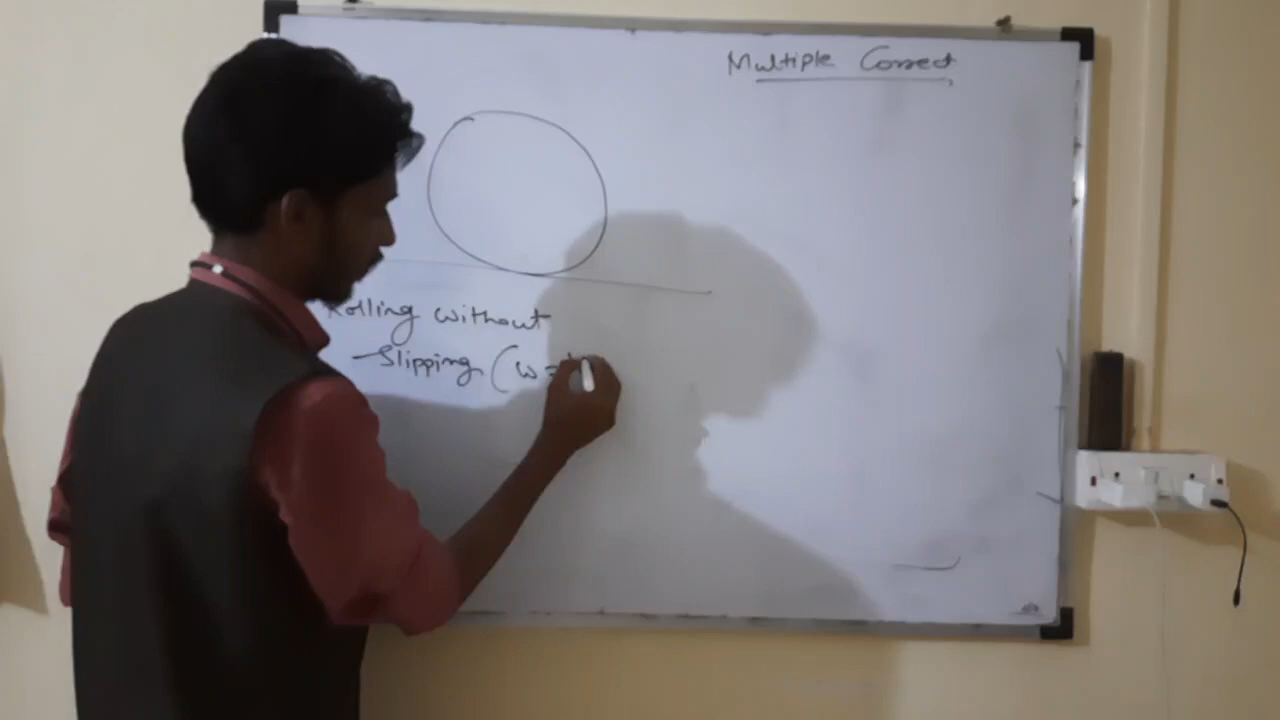 Multiple Correct
Rolling without
Slipping (ω =